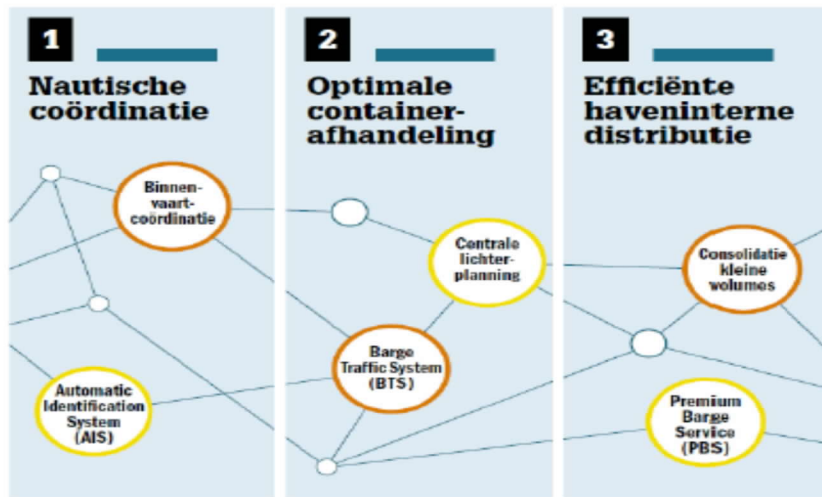 1
Nautische
coördinatie
Binnen-
vaart-
coördinatie
Automatic
Identification
System
(AIS)
2
Optimale
container-
afhandeling
Centrale
lichter-
planning
Barge
Traffic System
(BTS)
3
Efficiënte
haveninterne
distributie
Consolidatie
kleine
volumes
Premium
Barge
Service
(PBS)